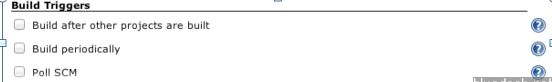 Build Triggers
Build after other projects are built
Build periodically
Poll SCM